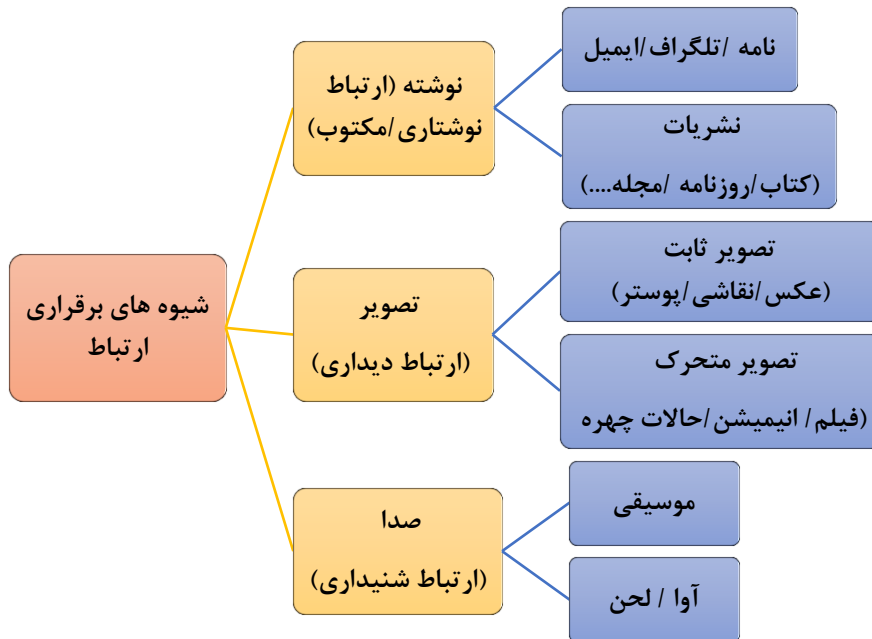 شیوه های برقراری
ارتباط
نوشته (ارتباط
نوشتاری/مکتوب)
نامه /تلگراف/ایمیل
نشریات
(کتاب/روزنامه /مجله....)
تصویر
(ارتباط دیداری)
تصویر ثابت
(عکس/نقاشی/پوستر)
تصویر متحرک
(فیلم/ انیمیشن/حالات چهره
صدا
(ارتباط شنیداری)
موسیقی
آوا / لحن